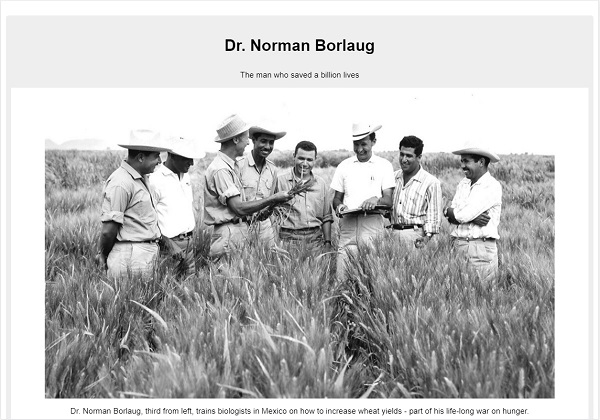 Dr. Norman Borlaug
The man who saved a billion lives
Dr. Norman Borlaug, third from left, trains biologists in Mexico on how to increase wheat yields - part of his life-long war on hunger.